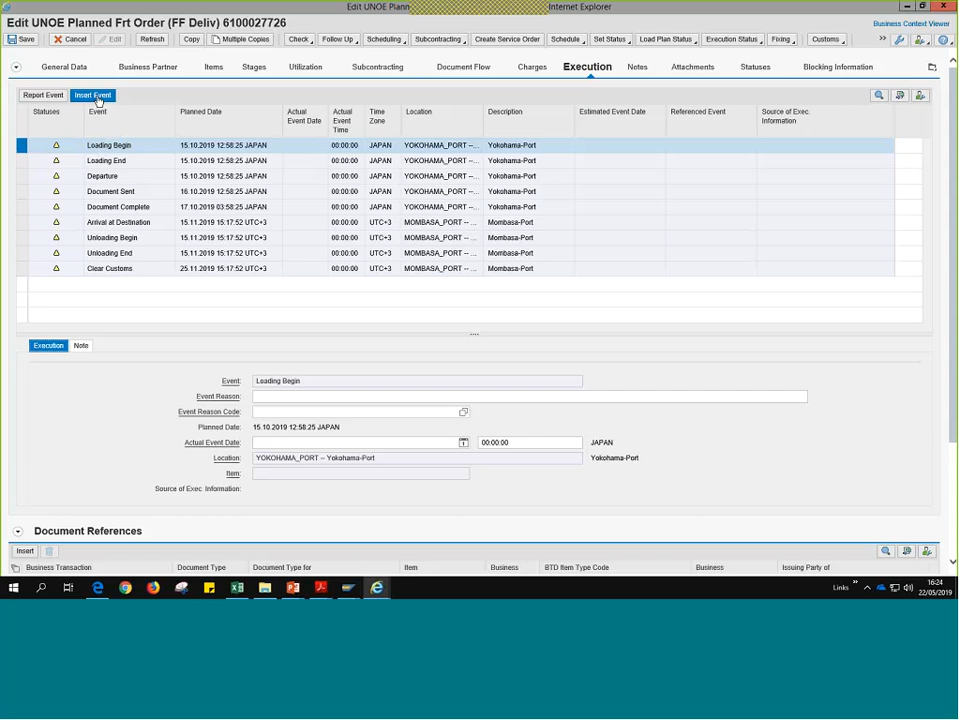 Edit UNOE Plann Internet Explorer
Edit UNOE Planned Frt Order (FF Deliv) 6100027726
Business Context Viewer
Save Cancel Edit Refresh Copy Multiple Copies Check Follow Up Scheduling Subcontracting Create Service Order Schedule Set Status Load Plan Status Execution Status Fixing Customs
General Data Business Partner Items Stages Utilization Subcontracting Document Flow Charges Execution Notes Attachments Statuses Blocking Information
Report Event Insert Event
Statuses Event Planned Date Actual Event Date Actual Event Time Time Zone Location Description Estimated Event Date Referenced Event Source of Exec. Information
Loading Begin 15.10.2019 12:58:25 JAPAN 00:00:00 JAPAN YOKOHAMA_PORT --... Yokohama-Port
Loading End 15.10.2019 12:58:25 JAPAN 00:00:00 JAPAN YOKOHAMA_PORT --... Yokohama-Port
Departure 15.10.2019 12:58:25 JAPAN 00:00:00 JAPAN YOKOHAMA_PORT --... Yokohama-Port
Document Sent 16.10.2019 12:58:25 JAPAN 00:00:00 JAPAN YOKOHAMA_PORT --... Yokohama-Port
Document Complete 17.10.2019 03:58:25 JAPAN 00:00:00 JAPAN YOKOHAMA_PORT --... Yokohama-Port
Arrival at Destination 15.11.2019 15:17:52 UTC+3 00:00:00 UTC+3 MOMBASA_PORT -- ... Mombasa-Port
Unloading Begin 15.11.2019 15:17:52 UTC+3 00:00:00 UTC+3 MOMBASA_PORT -- ... Mombasa-Port
Unloading End 15.11.2019 15:17:52 UTC+3 00:00:00 UTC+3 MOMBASA_PORT -- ... Mombasa-Port
Clear Customs 25.11.2019 15:17:52 UTC+3 00:00:00 UTC+3 MOMBASA_PORT -- ... Mombasa-Port
Execution Note
Event: Loading Begin
Event Reason:
Event Reason Code:
Planned Date: 15.10.2019 12:58:25 JAPAN
Actual Event Date: 00:00:00 JAPAN
Location: YOKOHAMA_PORT -- Yokohama-Port Yokohama-Port
Item:
Source of Exec. Information:
Document References
Insert
Business Transaction Document Type Document Type for Item Business BTD Item Type Code Business Issuing Party of
Links 16:24
22/05/2019